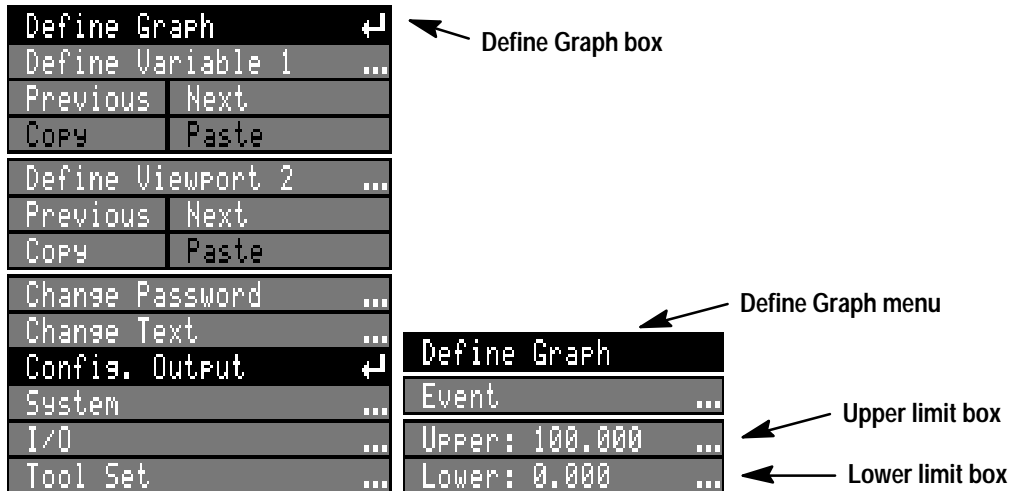 Define Graph ↵
Define Graph box
Define Variable 1 ...
Previous Next
Copy Paste
Define Viewport 2 ...
Previous Next
Copy Paste
Change Password ...
Change Text ...
Config. Output ↵
System ...
I/O ...
Tool Set ...
Define Graph menu
Define Graph
Event ...
Upper: 100.000 ...
Upper limit box
Lower: 0.000 ...
Lower limit box